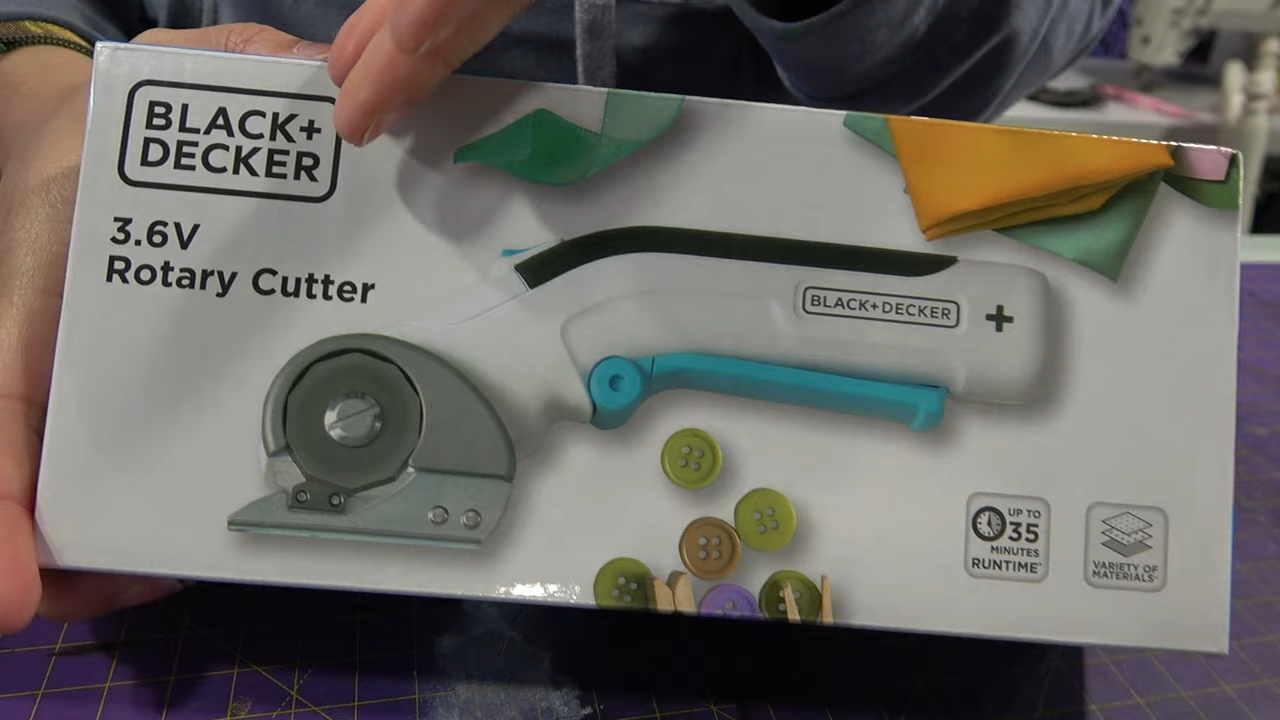 BLACK+
DECKER
3.6V
Rotary Cutter
BLACK+DECKER
UP TO
35
MINUTES
RUNTIME*
VARIETY OF
MATERIALS*